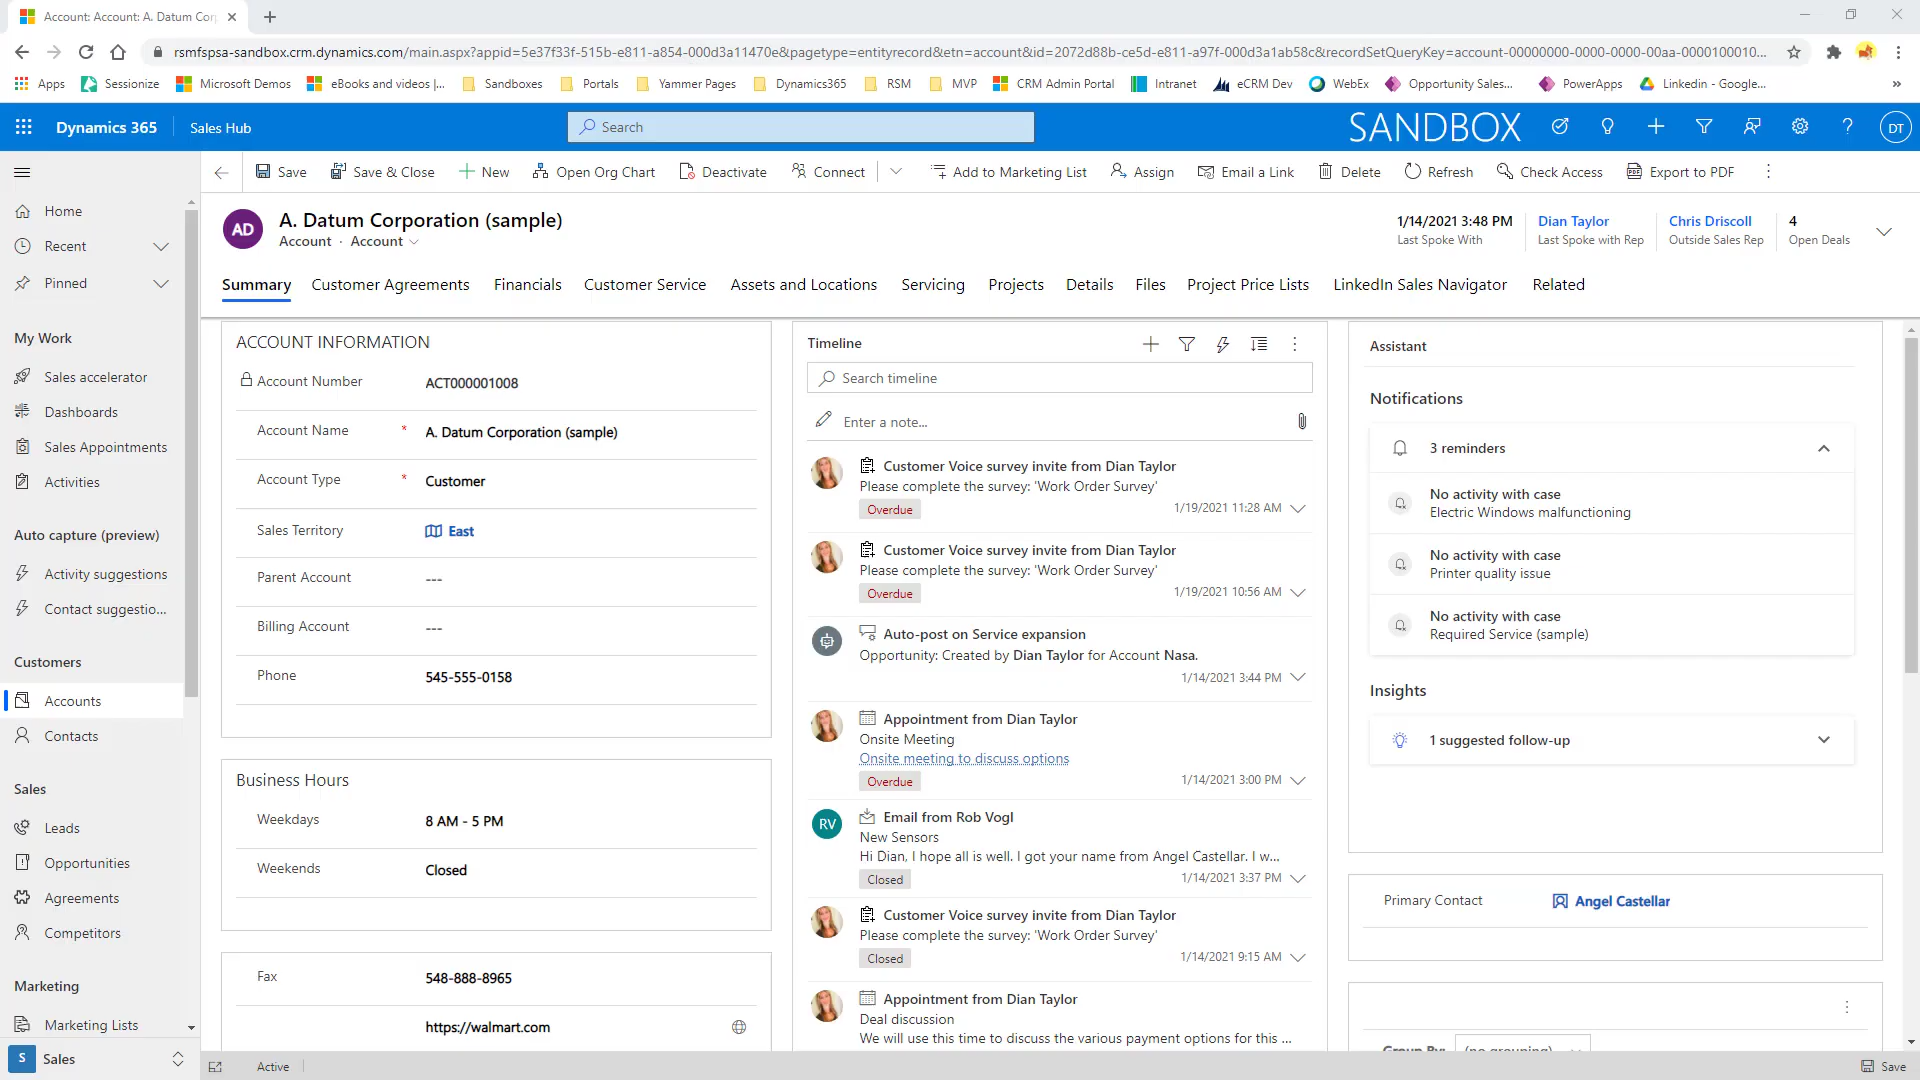 Account: Account: A. Datum Corp
rsmfspsa-sandbox.crm.dynamics.com/main.aspx?appid=5e37f33f-515b-e811-a854-000d3a11470e&pagetype=entityrecord&etn=account&id=2072d88b-ce5d-e811-a97f-000d3a1ab58c&recordSetQueryKey=account-00000000-0000-0000-00aa-0000100010...
Apps Sessionize Microsoft Demos eBooks and videos |... Sandboxes Portals Yammer Pages Dynamics365 RSM MVP CRM Admin Portal Intranet eCRM Dev WebEx Opportunity Sales... PowerApps Linkedin - Google... »
Dynamics 365 Sales Hub Search SANDBOX DT
Save Save & Close New Open Org Chart Deactivate Connect Add to Marketing List Assign Email a Link Delete Refresh Check Access Export to PDF
AD A. Datum Corporation (sample)
Account · Account
1/14/2021 3:48 PM
Last Spoke With
Dian Taylor
Last Spoke with Rep
Chris Driscoll
Outside Sales Rep
4
Open Deals
Summary Customer Agreements Financials Customer Service Assets and Locations Servicing Projects Details Files Project Price Lists LinkedIn Sales Navigator Related
Home
Recent
Pinned
My Work
Sales accelerator
Dashboards
Sales Appointments
Activities
Auto capture (preview)
Activity suggestions
Contact suggestio...
Customers
Accounts
Contacts
Sales
Leads
Opportunities
Agreements
Competitors
Marketing
Marketing Lists
S Sales
ACCOUNT INFORMATION
Account Number ACT000001008
Account Name * A. Datum Corporation (sample)
Account Type * Customer
Sales Territory East
Parent Account ---
Billing Account ---
Phone 545-555-0158
Business Hours
Weekdays 8 AM - 5 PM
Weekends Closed
Fax 548-888-8965
https://walmart.com
Timeline
Search timeline
Enter a note...
Customer Voice survey invite from Dian Taylor
Please complete the survey: 'Work Order Survey'
Overdue 1/19/2021 11:28 AM
Customer Voice survey invite from Dian Taylor
Please complete the survey: 'Work Order Survey'
Overdue 1/19/2021 10:56 AM
Auto-post on Service expansion
Opportunity: Created by Dian Taylor for Account Nasa.
1/14/2021 3:44 PM
Appointment from Dian Taylor
Onsite Meeting
Onsite meeting to discuss options
Overdue 1/14/2021 3:00 PM
RV Email from Rob Vogl
New Sensors
Hi Dian, I hope all is well. I got your name from Angel Castellar. I w...
Closed 1/14/2021 3:37 PM
Customer Voice survey invite from Dian Taylor
Please complete the survey: 'Work Order Survey'
Closed 1/14/2021 9:15 AM
Appointment from Dian Taylor
Deal discussion
We will use this time to discuss the various payment options for this ...
Assistant
Notifications
3 reminders
No activity with case
Electric Windows malfunctioning
No activity with case
Printer quality issue
No activity with case
Required Service (sample)
Insights
1 suggested follow-up
Primary Contact Angel Castellar
Group By: (no grouping)
Active Save